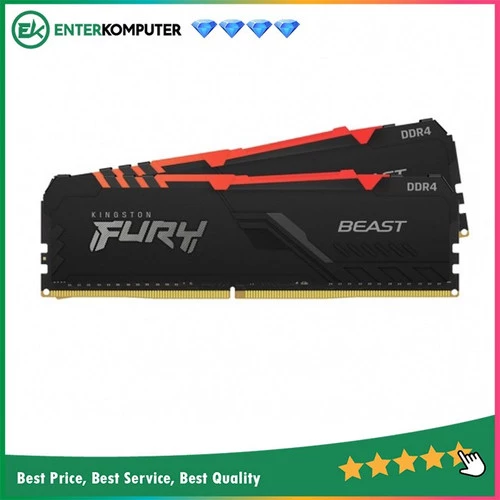 EK ENTERKOMPUTER
DDR4
DDR4
KINGSTON
FURY
BEAST
Best Price, Best Service, Best Quality